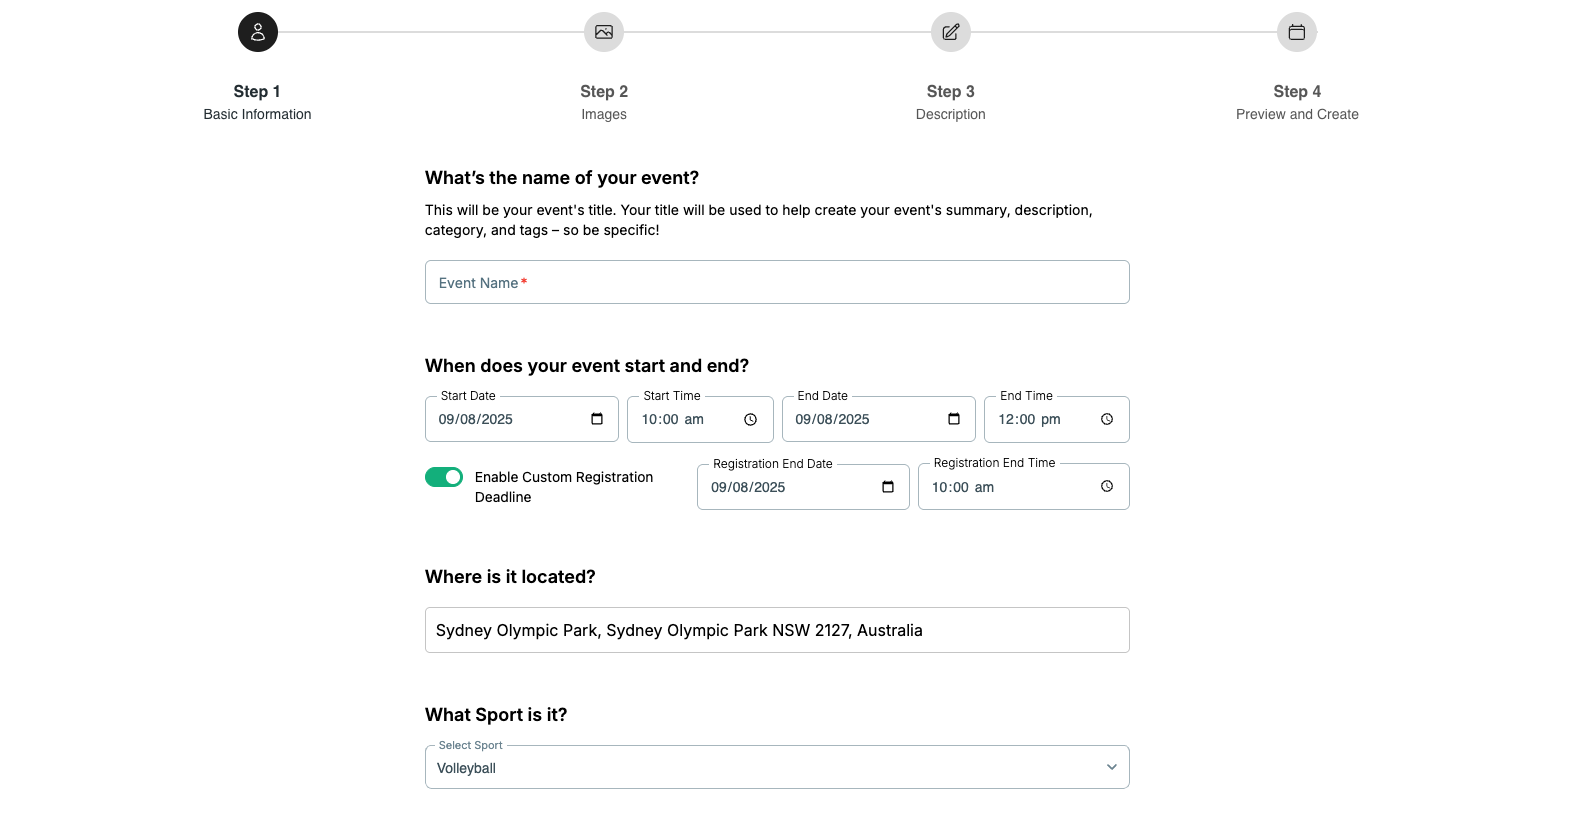 Step 1
Basic Information
Step 2
Images
Step 3
Description
Step 4
Preview and Create
What’s the name of your event?
This will be your event's title. Your title will be used to help create your event's summary, description,
category, and tags – so be specific!
Event Name*
When does your event start and end?
Start Date
09/08/2025
Start Time
10:00 am
End Date
09/08/2025
End Time
12:00 pm
Enable Custom Registration
Deadline
Registration End Date
09/08/2025
Registration End Time
10:00 am
Where is it located?
Sydney Olympic Park, Sydney Olympic Park NSW 2127, Australia
What Sport is it?
Select Sport
Volleyball